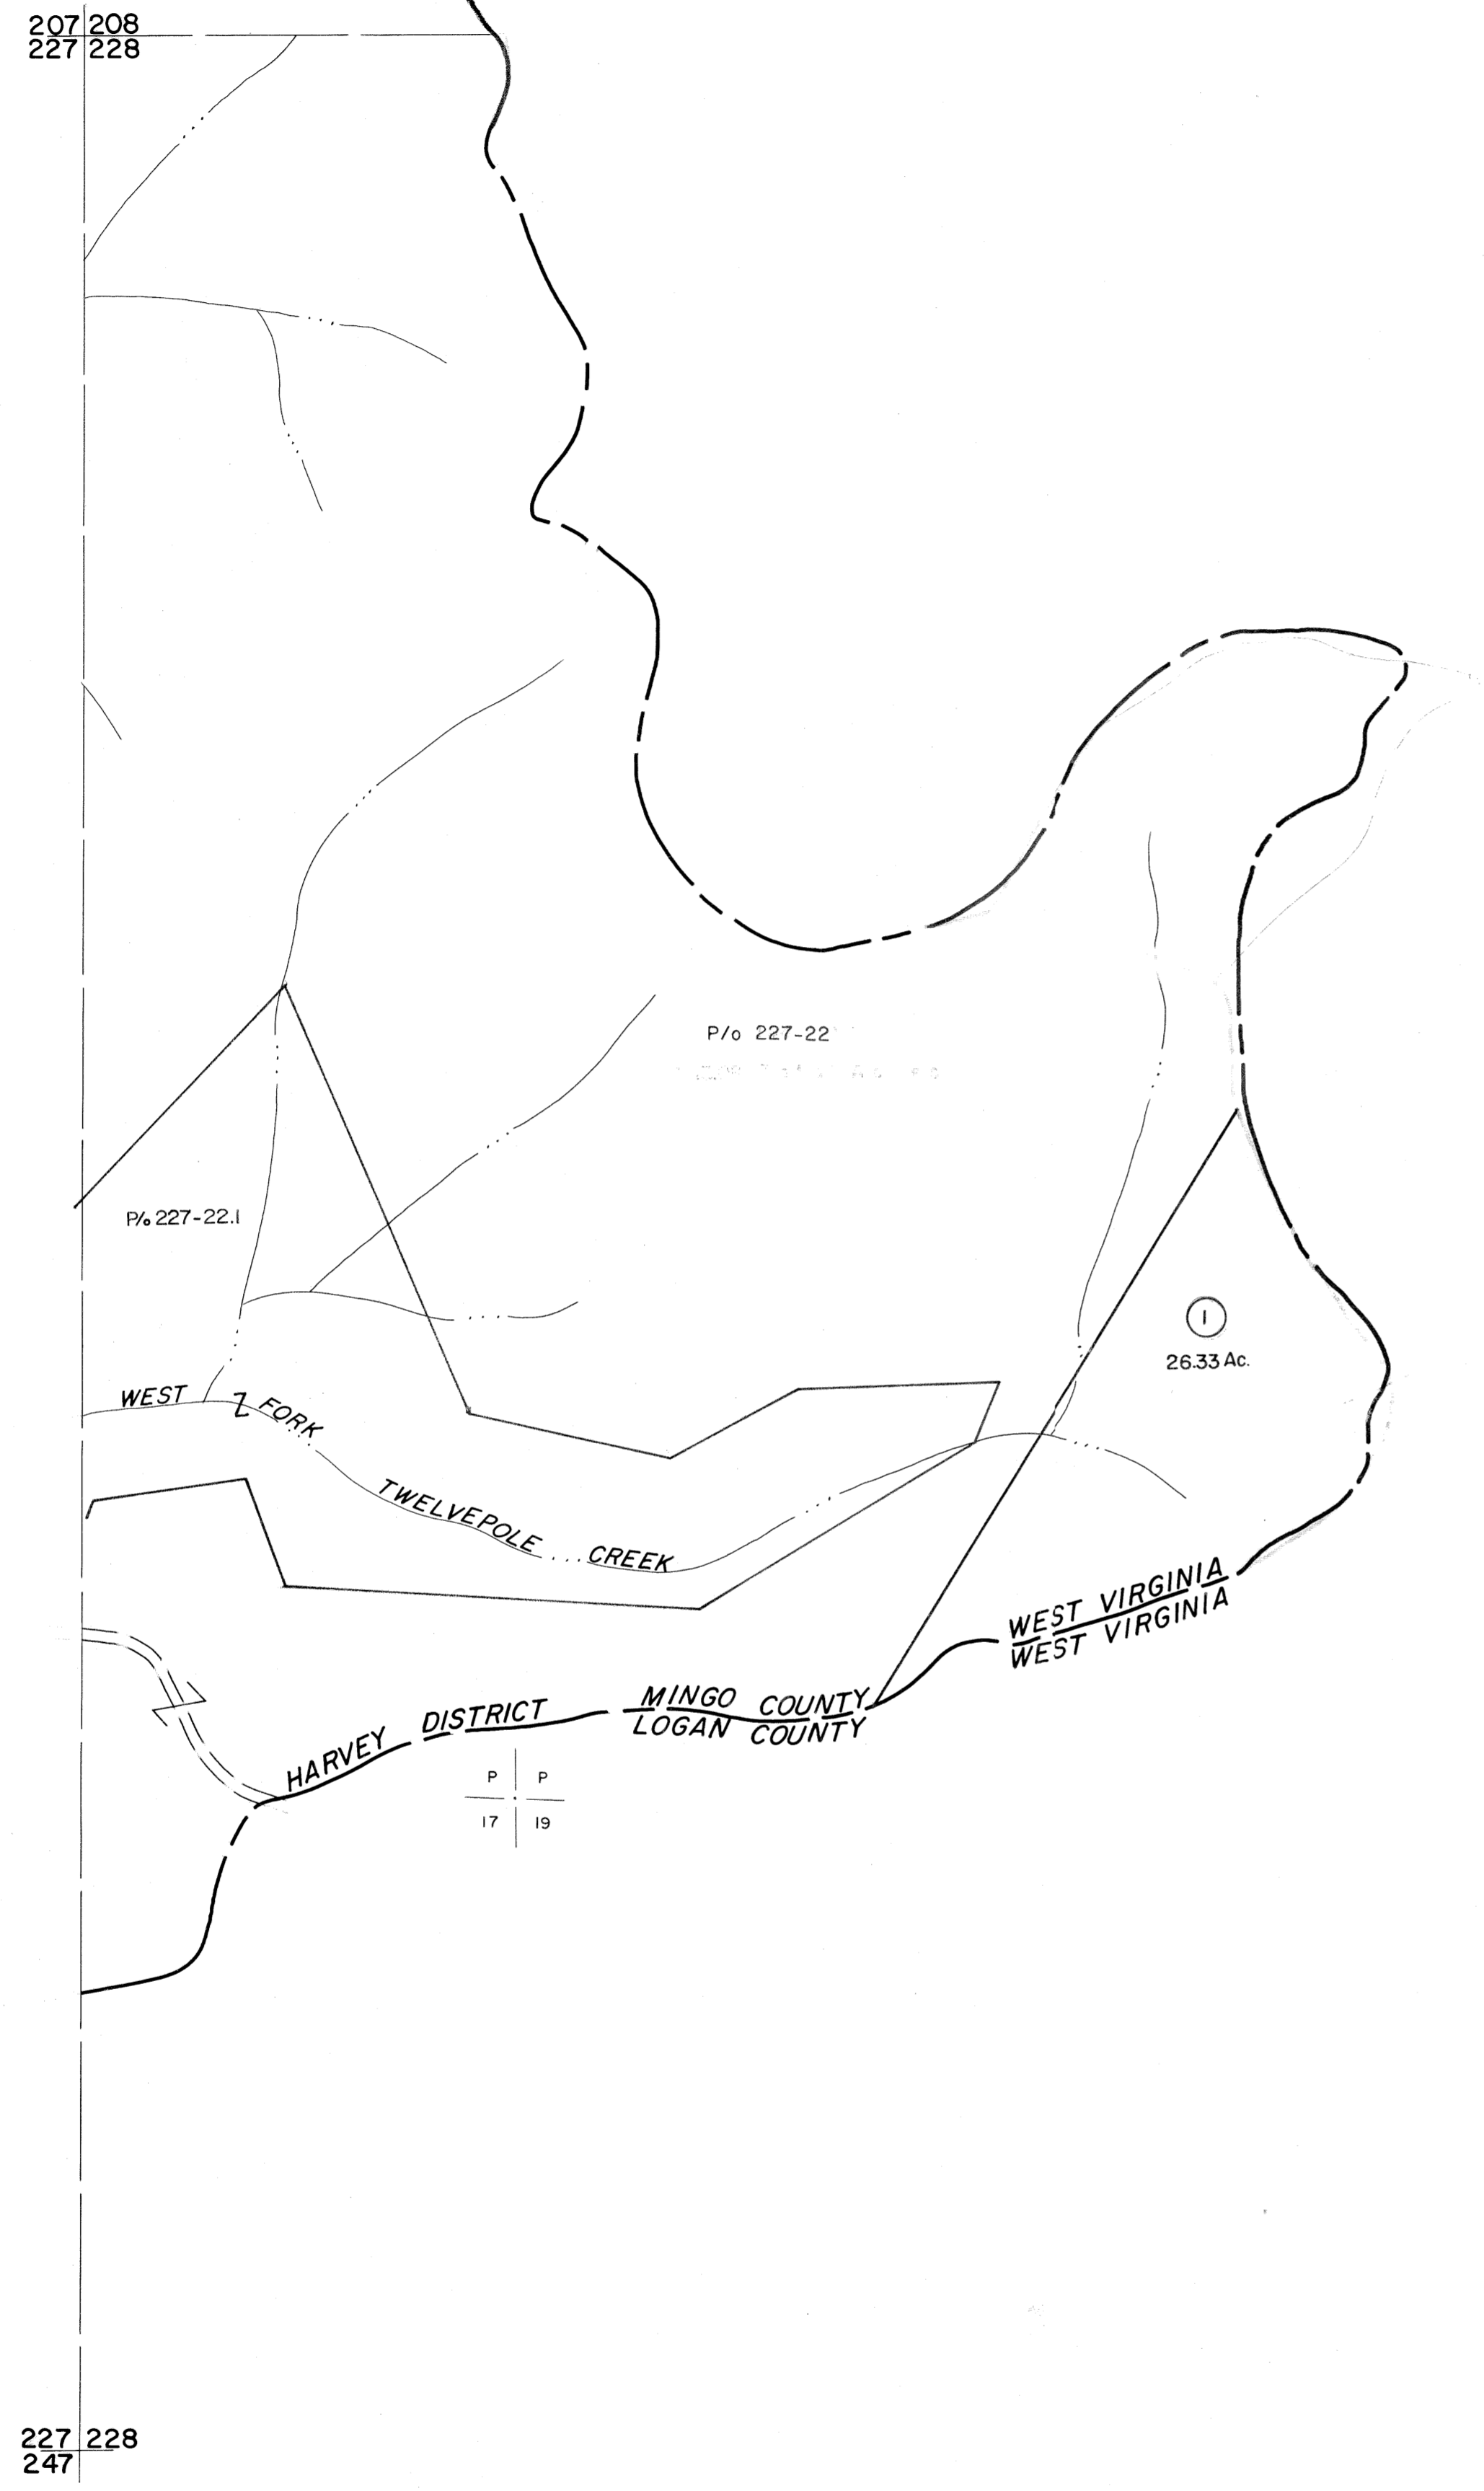 207 208
227 228
P/o 227-22
P/o 227-22.1
1
26.33 Ac.
WEST FORK TWELVEPOLE CREEK
WEST VIRGINIA
WEST VIRGINIA
HARVEY DISTRICT
MINGO COUNTY
LOGAN COUNTY
P P
17 19
227 228
247